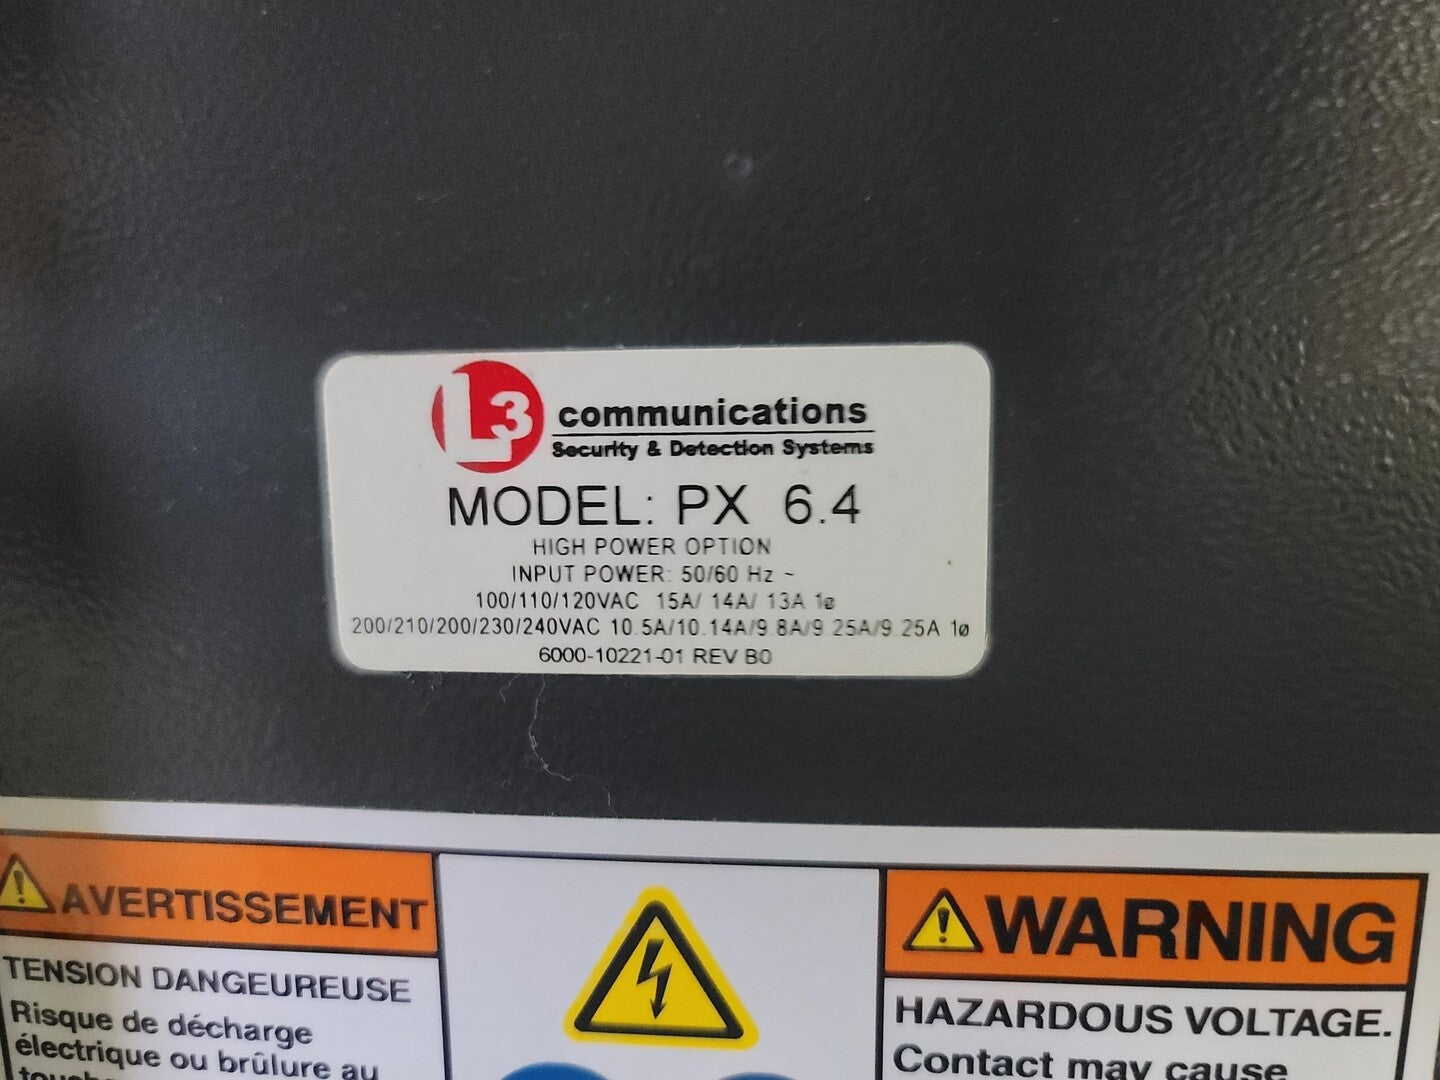 L3 communications
Security & Detection Systems
MODEL: PX 6.4
HIGH POWER OPTION
INPUT POWER: 50/60 Hz ~
100/110/120VAC 15A/ 14A/ 13A 1ø
200/210/200/230/240VAC 10.5A/10.14A/9.8A/9.25A/9.25A 1ø
6000-10221-01 REV B0
AVERTISSEMENT
TENSION DANGEUREUSE
Risque de décharge
électrique ou brûlure au
WARNING
HAZARDOUS VOLTAGE.
Contact may cause